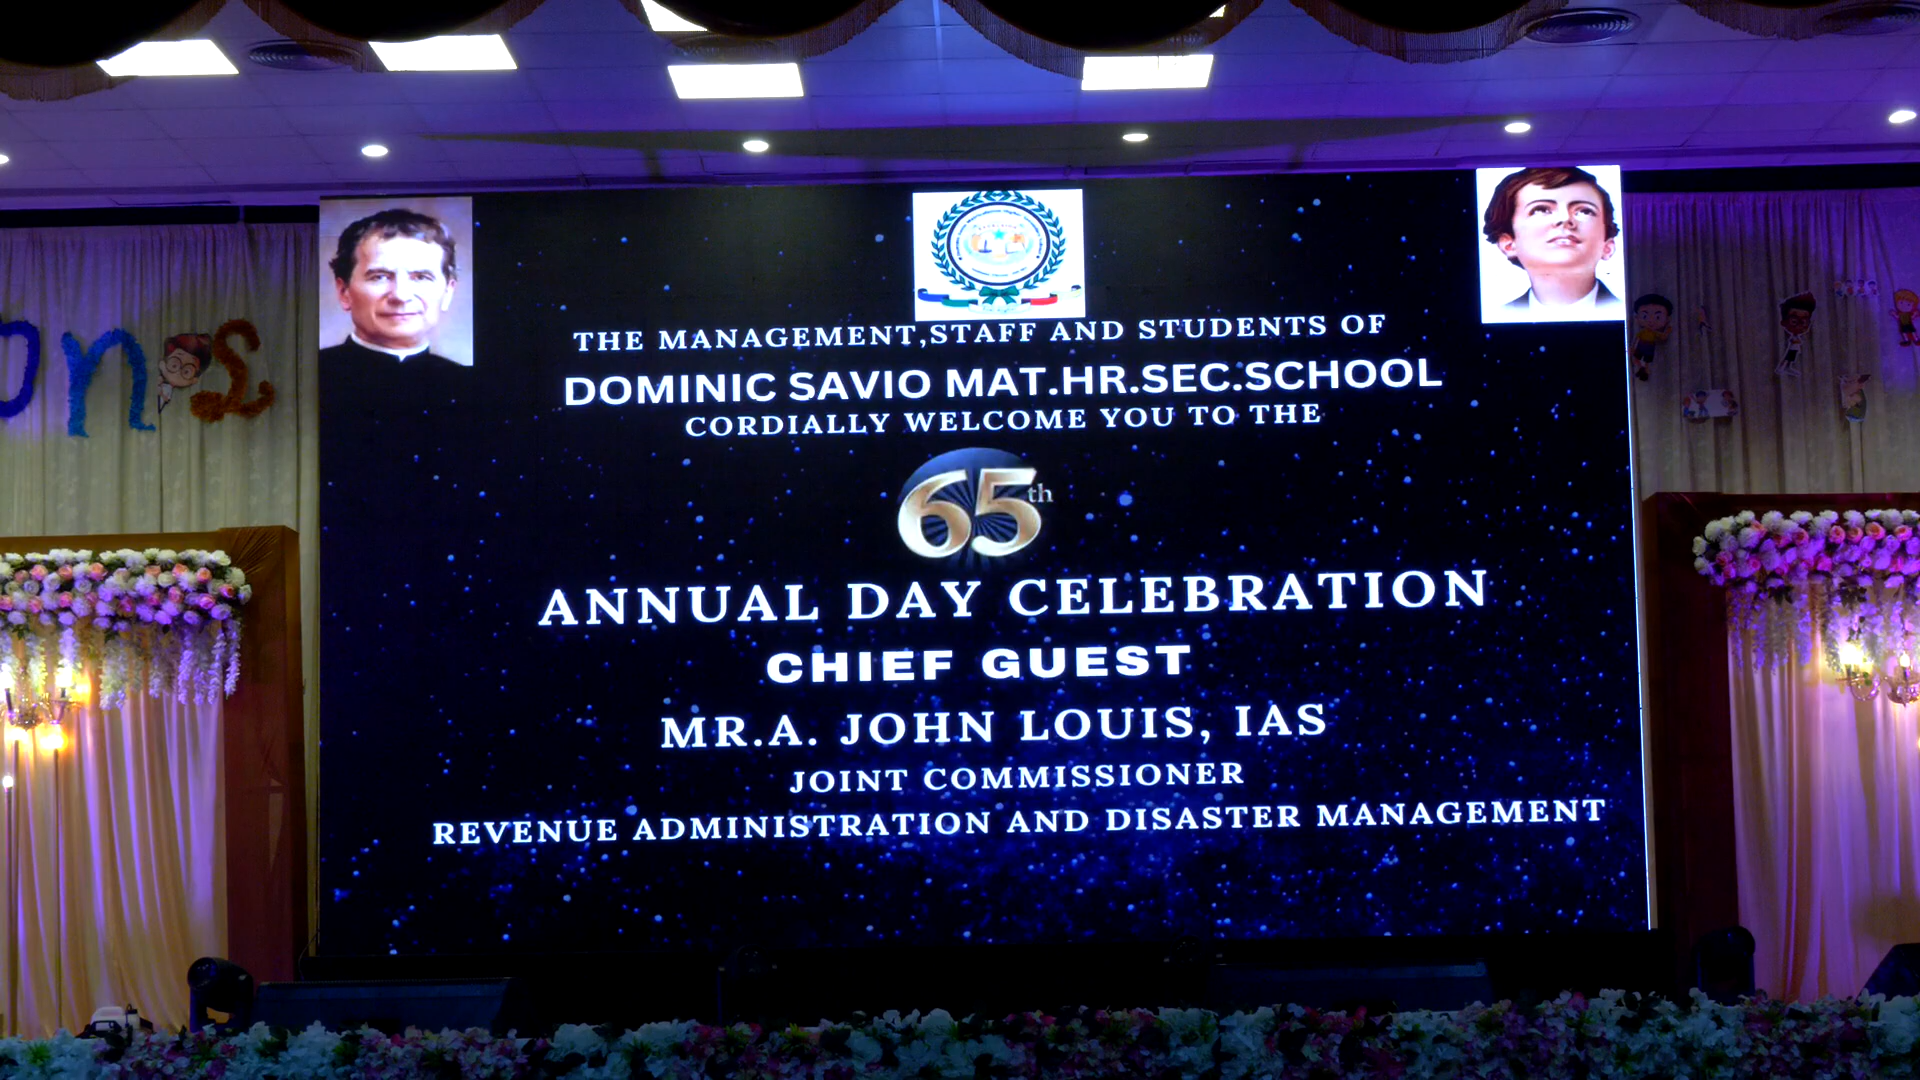 THE MANAGEMENT,STAFF AND STUDENTS OF
DOMINIC SAVIO MAT.HR.SEC.SCHOOL
CORDIALLY WELCOME YOU TO THE
65th
ANNUAL DAY CELEBRATION
CHIEF GUEST
MR.A. JOHN LOUIS, IAS
JOINT COMMISSIONER
REVENUE ADMINISTRATION AND DISASTER MANAGEMENT